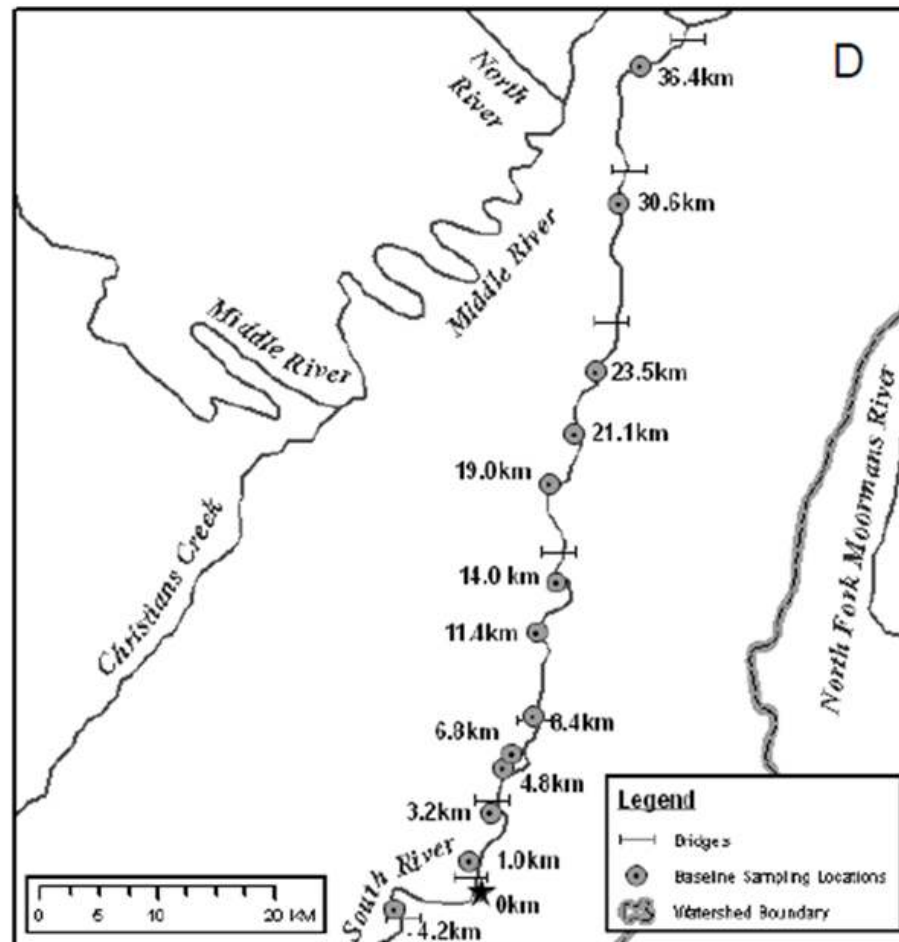 D
North
River
36.4km
30.6km
Middle River
Middle River
23.5km
21.1km
19.0km
North Fork Moormans River
Christians Creek
14.0 km
11.4km
8.4km
6.8km
4.8km
3.2km
1.0km
South River
0km
-4.2km
Legend
Bridges
Baseline Sampling Locations
Watershed Boundary
0 5 10 20 KM